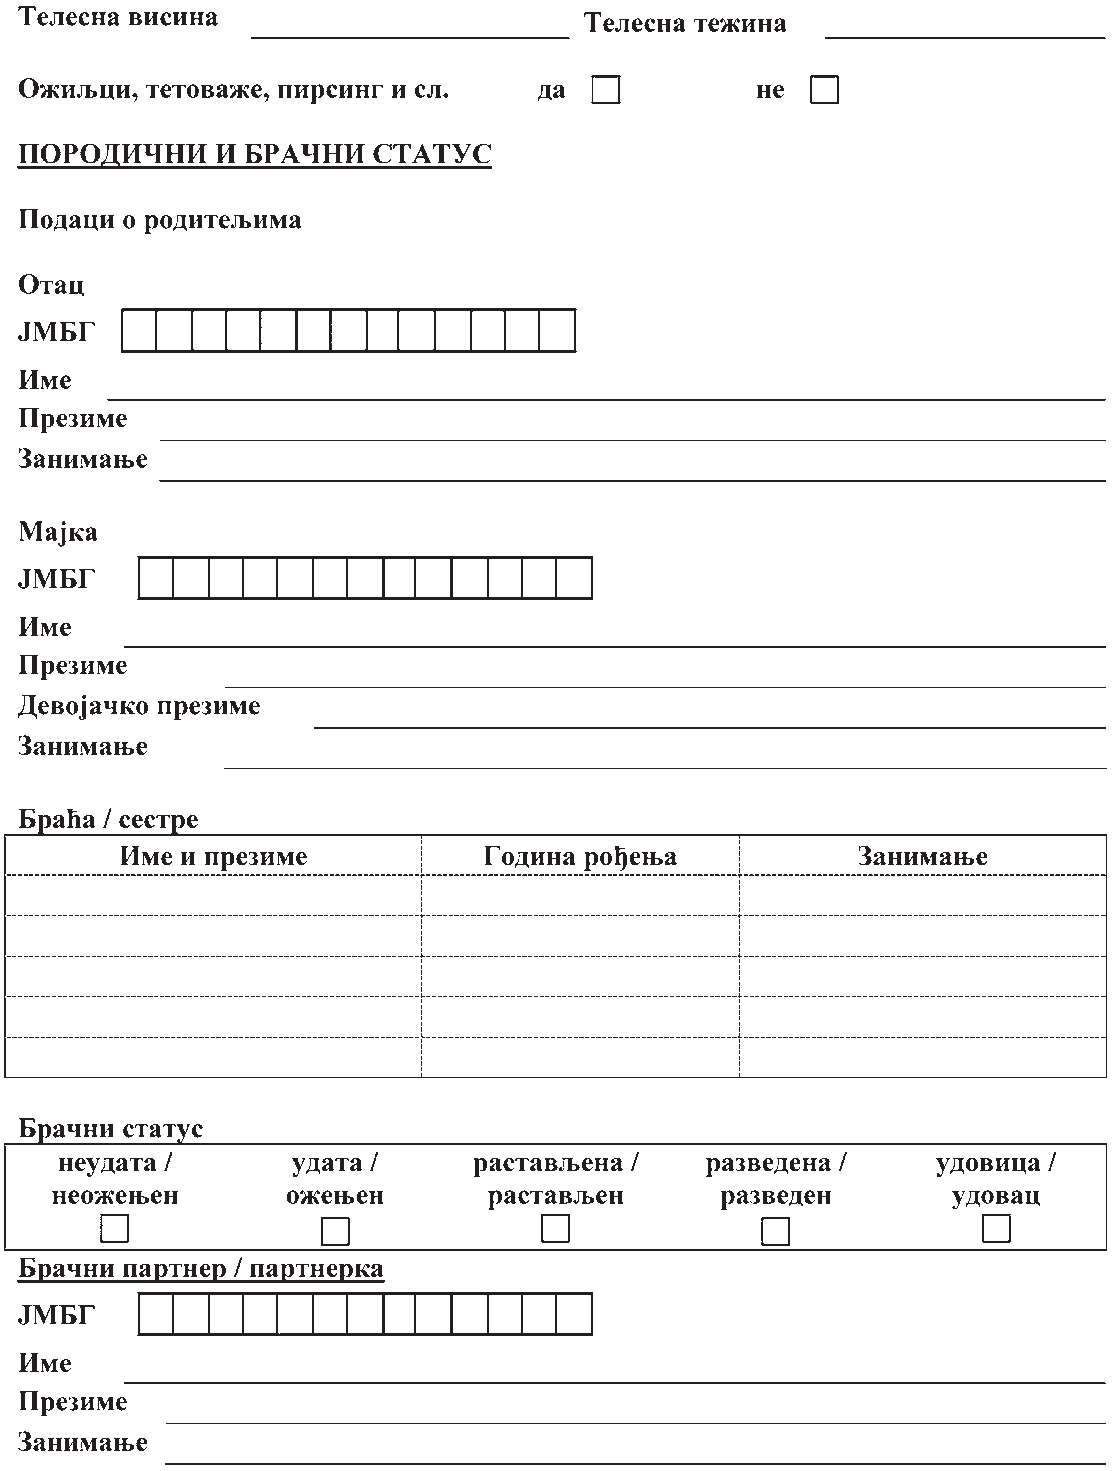 Телесна висина Телесна тежина
Ожиљци, тетоваже, пирсинг и сл. да не
ПОРОДИЧНИ И БРАЧНИ СТАТУС
Подаци о родитељима
Отац
ЈМБГ
Име
Презиме
Занимање
Мајка
ЈМБГ
Име
Презиме
Девојачко презиме
Занимање
Браћа / сестре
Име и презиме Година рођења Занимање
Брачни статус
неудата / удата / растављена / разведена / удовица /
неожењен ожењен растављен разведен удовац
Брачни партнер / партнерка
ЈМБГ
Име
Презиме
Занимање